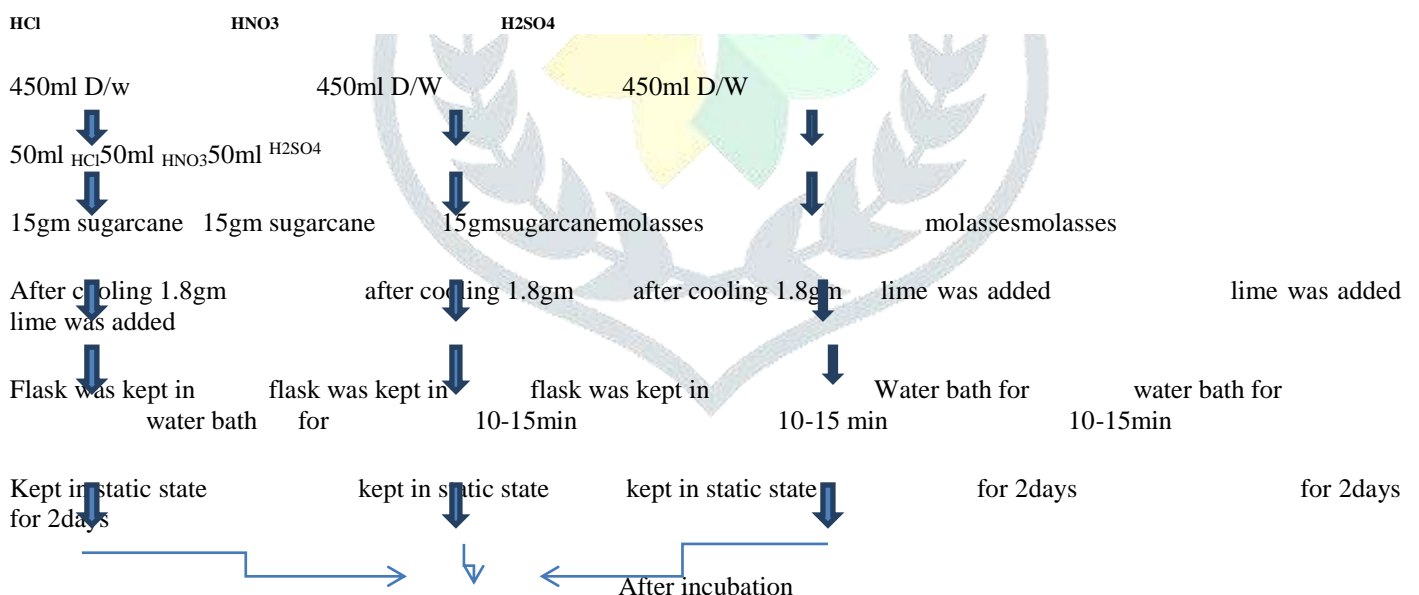 HCl HNO3 H2SO4
450ml D/w 450ml D/W 450ml D/W
50ml HCl50ml HNO350ml H2SO4
15gm sugarcane 15gm sugarcane 15gmsugarcanemolasses molassesmolasses
After cooling 1.8gm after cooling 1.8gm after cooling 1.8gm lime was added lime was added
lime was added
Flask was kept in flask was kept in flask was kept in Water bath for water bath for
water bath for 10-15min 10-15 min 10-15min
Kept in static state kept in static state kept in static state for 2days for 2days
for 2days
After incubation